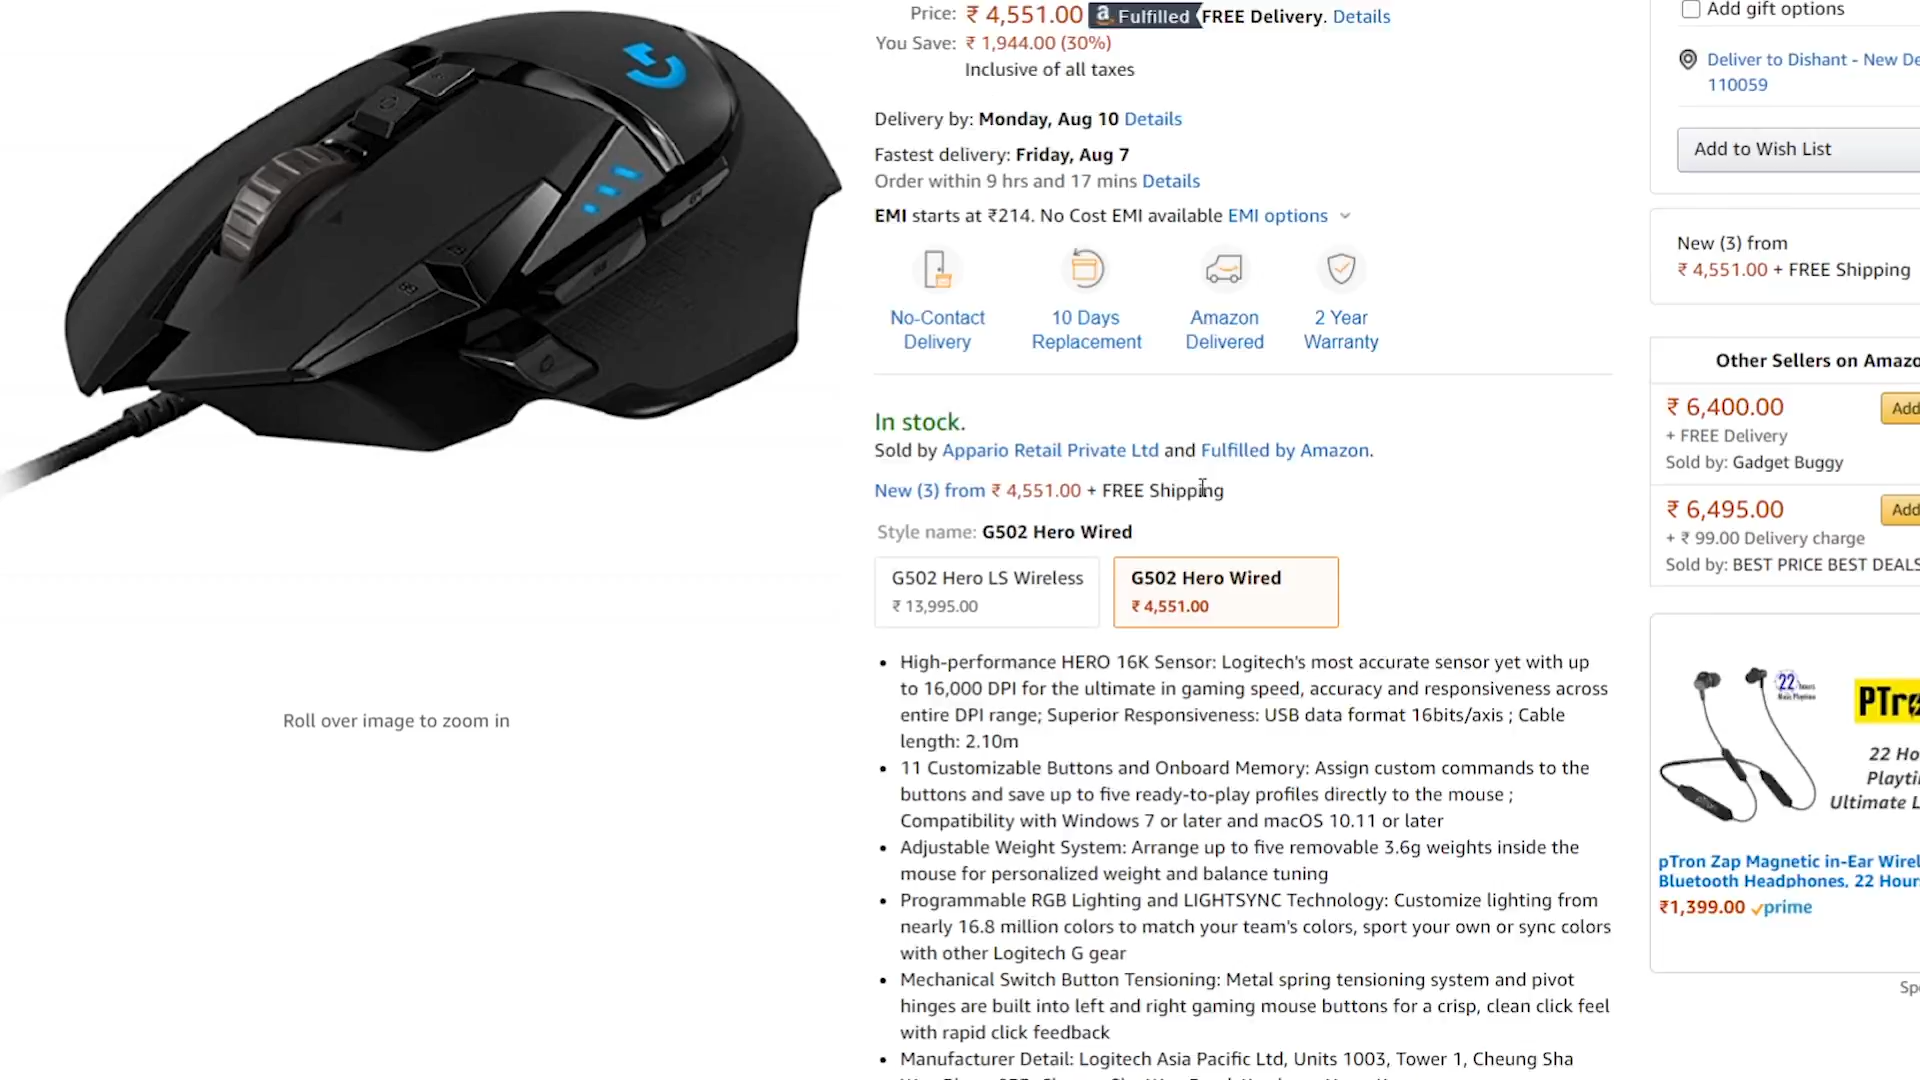 Price: ₹ 4,551.00 a Fulfilled FREE Delivery. Details
You Save: ₹ 1,944.00 (30%)
Inclusive of all taxes
Delivery by: Monday, Aug 10 Details
Fastest delivery: Friday, Aug 7
Order within 9 hrs and 17 mins Details
EMI starts at ₹214. No Cost EMI available EMI options
No-Contact
Delivery
10 Days
Replacement
Amazon
Delivered
2 Year
Warranty
In stock.
Sold by Appario Retail Private Ltd and Fulfilled by Amazon.
New (3) from ₹ 4,551.00 + FREE Shipping
Style name: G502 Hero Wired
G502 Hero LS Wireless
₹ 13,995.00
G502 Hero Wired
₹ 4,551.00
• High-performance HERO 16K Sensor: Logitech's most accurate sensor yet with up
to 16,000 DPI for the ultimate in gaming speed, accuracy and responsiveness across
entire DPI range; Superior Responsiveness: USB data format 16bits/axis ; Cable
length: 2.10m
• 11 Customizable Buttons and Onboard Memory: Assign custom commands to the
buttons and save up to five ready-to-play profiles directly to the mouse ;
Compatibility with Windows 7 or later and macOS 10.11 or later
• Adjustable Weight System: Arrange up to five removable 3.6g weights inside the
mouse for personalized weight and balance tuning
• Programmable RGB Lighting and LIGHTSYNC Technology: Customize lighting from
nearly 16.8 million colors to match your team's colors, sport your own or sync colors
with other Logitech G gear
• Mechanical Switch Button Tensioning: Metal spring tensioning system and pivot
hinges are built into left and right gaming mouse buttons for a crisp, clean click feel
with rapid click feedback
• Manufacturer Detail: Logitech Asia Pacific Ltd, Units 1003, Tower 1, Cheung Sha
Roll over image to zoom in
Add gift options
Deliver to Dishant - New De
110059
Add to Wish List
New (3) from
₹ 4,551.00 + FREE Shipping
Other Sellers on Amazo
₹ 6,400.00
Add
+ FREE Delivery
Sold by: Gadget Buggy
₹ 6,495.00
Add
+ ₹ 99.00 Delivery charge
Sold by: BEST PRICE BEST DEALS
22 hours
PTr
22 Ho
Playti
Ultimate L
pTron Zap Magnetic in-Ear Wirel
Bluetooth Headphones, 22 Hour
₹1,399.00 prime
Sp